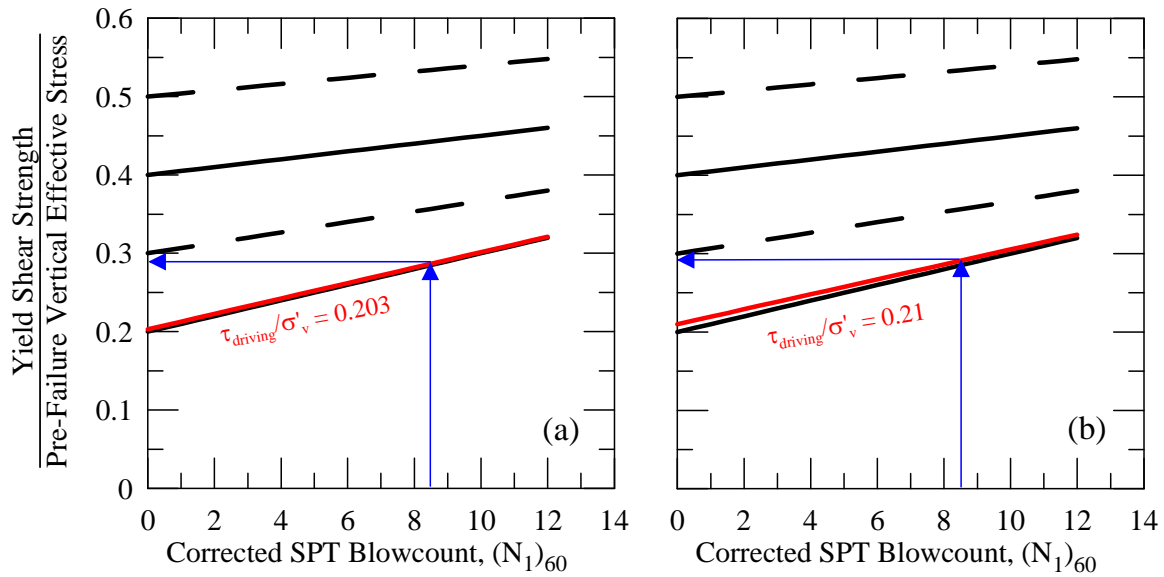 Yield Shear Strength
Pre-Failure Vertical Effective Stress
0.6
0.5
0.4
0.3
0.2
0.1
0
τdriving/σ'v = 0.203
(a)
0 2 4 6 8 10 12 14
Corrected SPT Blowcount, (N1)60
τdriving/σ'v = 0.21
(b)
0 2 4 6 8 10 12 14
Corrected SPT Blowcount, (N1)60